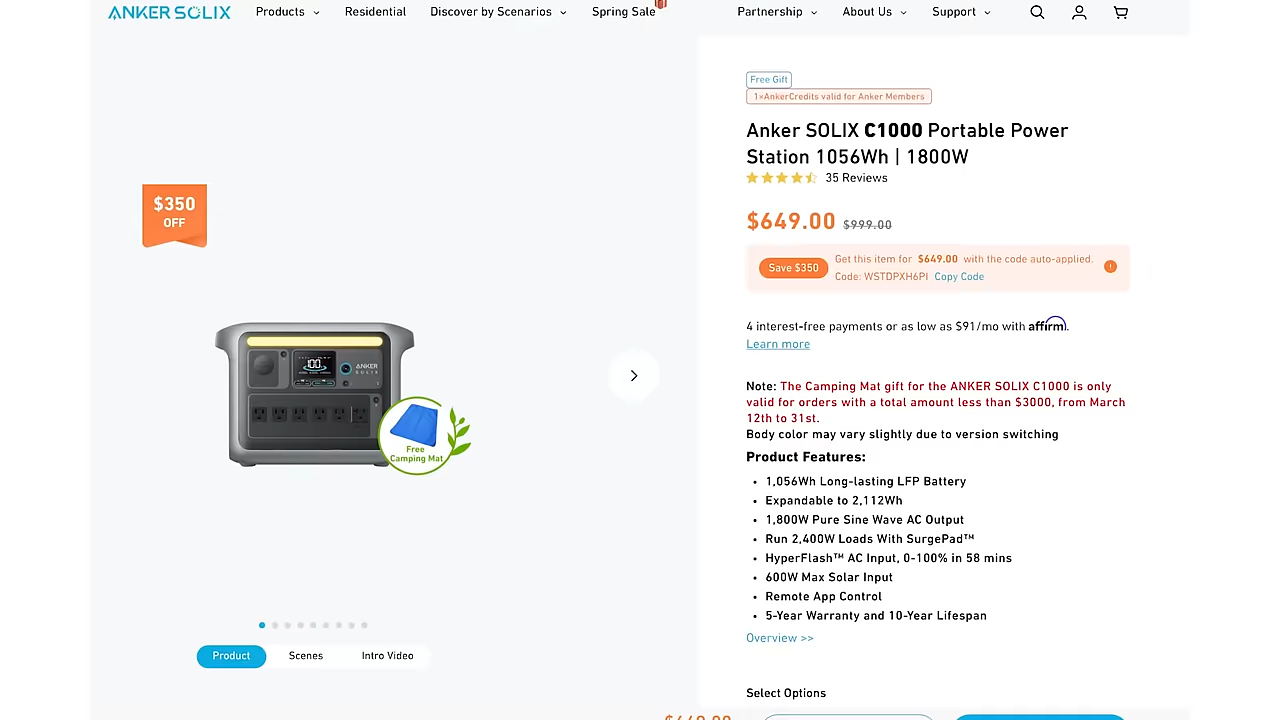 ANKER SOLIX
Products
Residential
Discover by Scenarios
Spring Sale
Partnership
About Us
Support
Free Gift
1×AnkerCredits valid for Anker Members
Anker SOLIX C1000 Portable Power
Station 1056Wh | 1800W
35 Reviews
$649.00 $999.00
Save $350
Get this item for $649.00 with the code auto-applied.
Code: WSTDPXH6PI Copy Code
4 interest-free payments or as low as $91/mo with affirm.
Learn more
Note: The Camping Mat gift for the ANKER SOLIX C1000 is only
valid for orders with a total amount less than $3000, from March
12th to 31st.
Body color may vary slightly due to version switching
Product Features:
• 1,056Wh Long-lasting LFP Battery
• Expandable to 2,112Wh
• 1,800W Pure Sine Wave AC Output
• Run 2,400W Loads With SurgePad™
• HyperFlash™ AC Input, 0-100% in 58 mins
• 600W Max Solar Input
• Remote App Control
• 5-Year Warranty and 10-Year Lifespan
Overview >>
Select Options
$350
OFF
100
ANKER
SOLIX
Free
Camping Mat
Product
Scenes
Intro Video